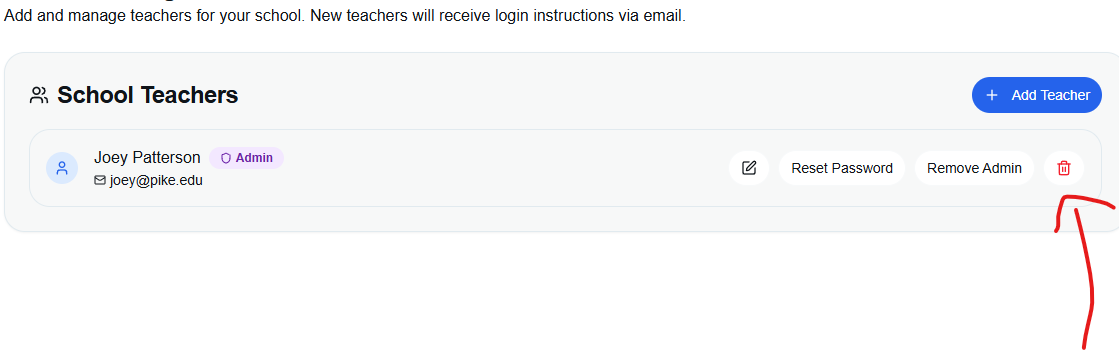 Add and manage teachers for your school. New teachers will receive login instructions via email.
School Teachers
Add Teacher
Joey Patterson
Admin
joey@pike.edu
Reset Password
Remove Admin